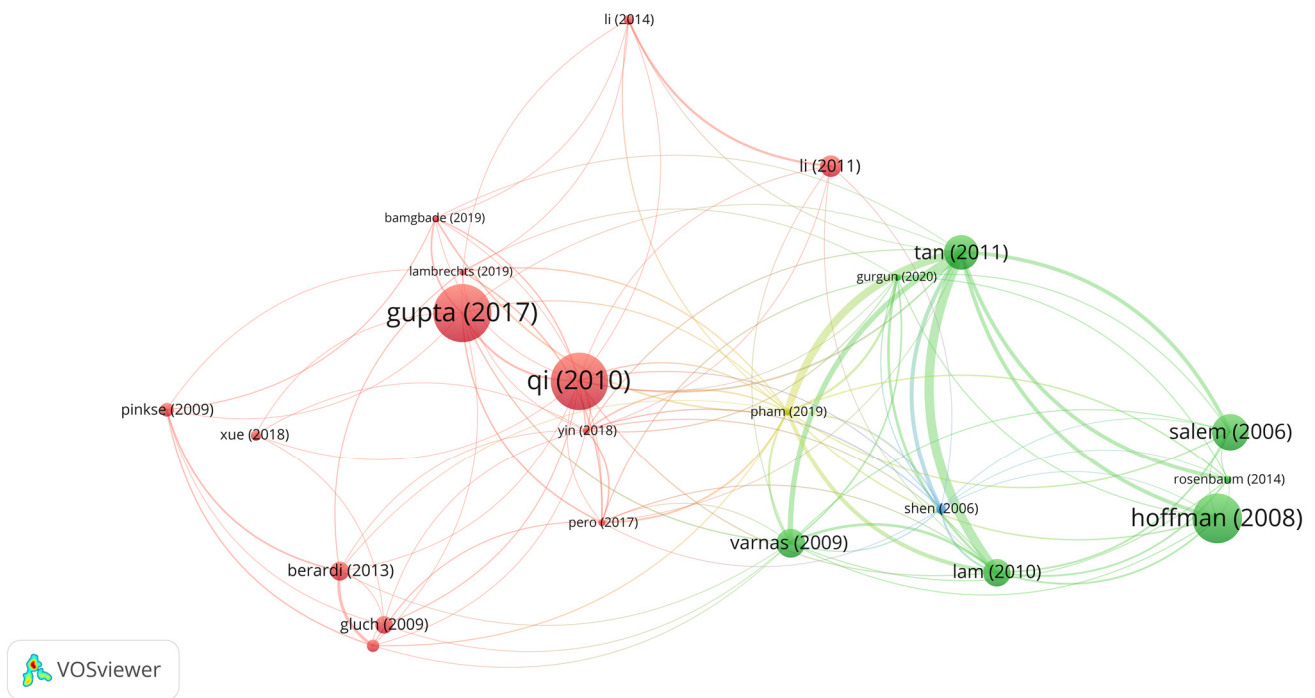 li (2014)
li (2011)
bamgbade (2019)
tan (2011)
lambrechts (2019)
gurgun (2020)
gupta (2017)
qi (2010)
pinkse (2009)
pham (2019)
xue (2018)
yin (2018)
salem (2006)
rosenbaum (2014)
shen (2006)
hoffman (2008)
pero (2017)
varnas (2009)
berardi (2013)
lam (2010)
gluch (2009)
VOSviewer